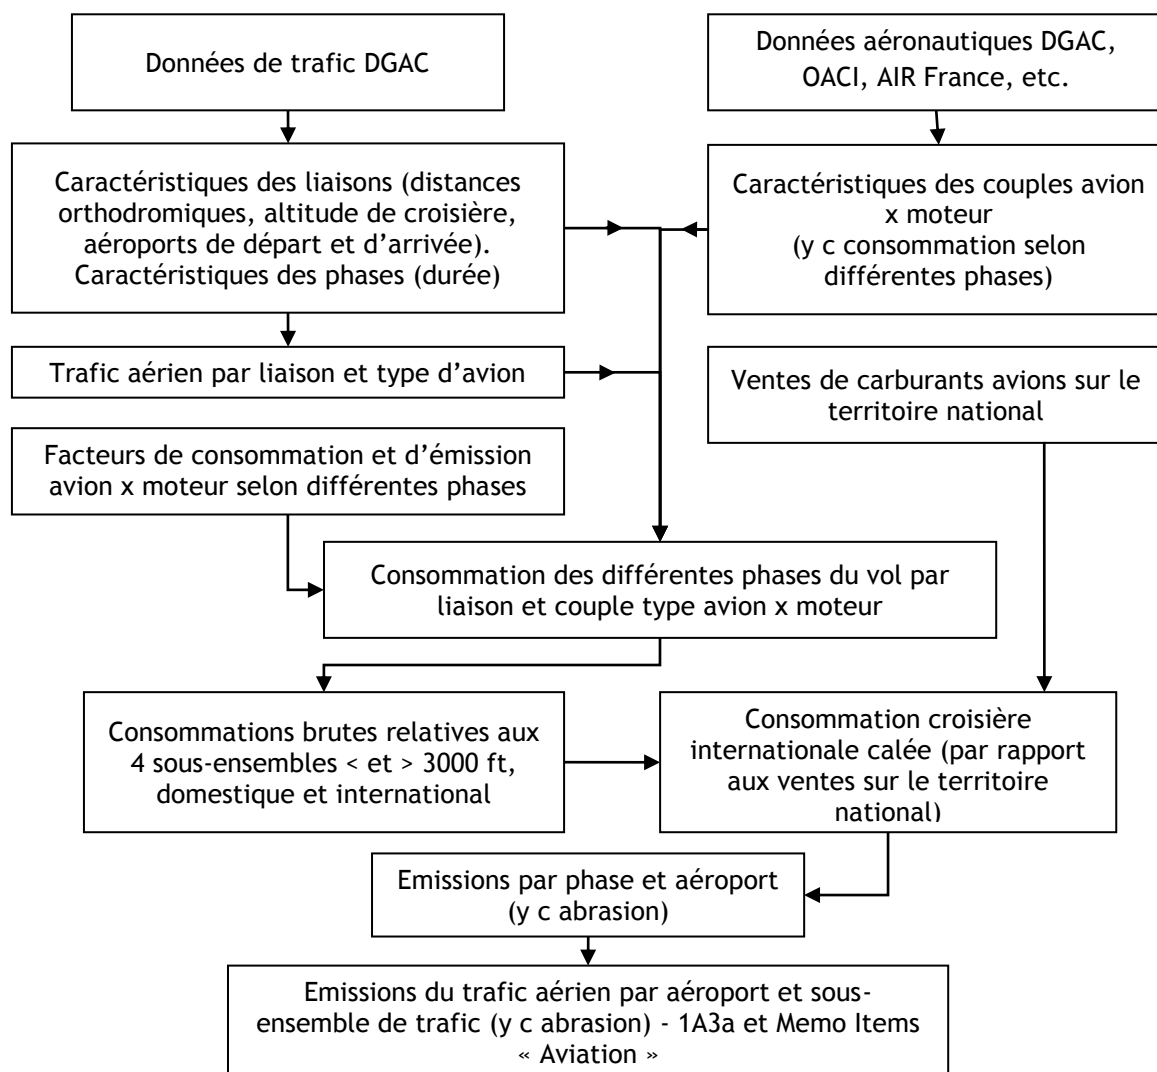 Données de trafic DGAC
Données aéronautiques DGAC,
OACI, AIR France, etc.
Caractéristiques des liaisons (distances
orthodromiques, altitude de croisière,
aéroports de départ et d’arrivée).
Caractéristiques des phases (durée)
Caractéristiques des couples avion
x moteur
(y c consommation selon
différentes phases)
Trafic aérien par liaison et type d’avion
Ventes de carburants avions sur le
territoire national
Facteurs de consommation et d’émission
avion x moteur selon différentes phases
Consommation des différentes phases du vol par
liaison et couple type avion x moteur
Consommations brutes relatives aux
4 sous-ensembles < et > 3000 ft,
domestique et international
Consommation croisière
internationale calée (par rapport
aux ventes sur le territoire
national)
Emissions par phase et aéroport
(y c abrasion)
Emissions du trafic aérien par aéroport et sous-
ensemble de trafic (y c abrasion) - 1A3a et Memo Items
« Aviation »